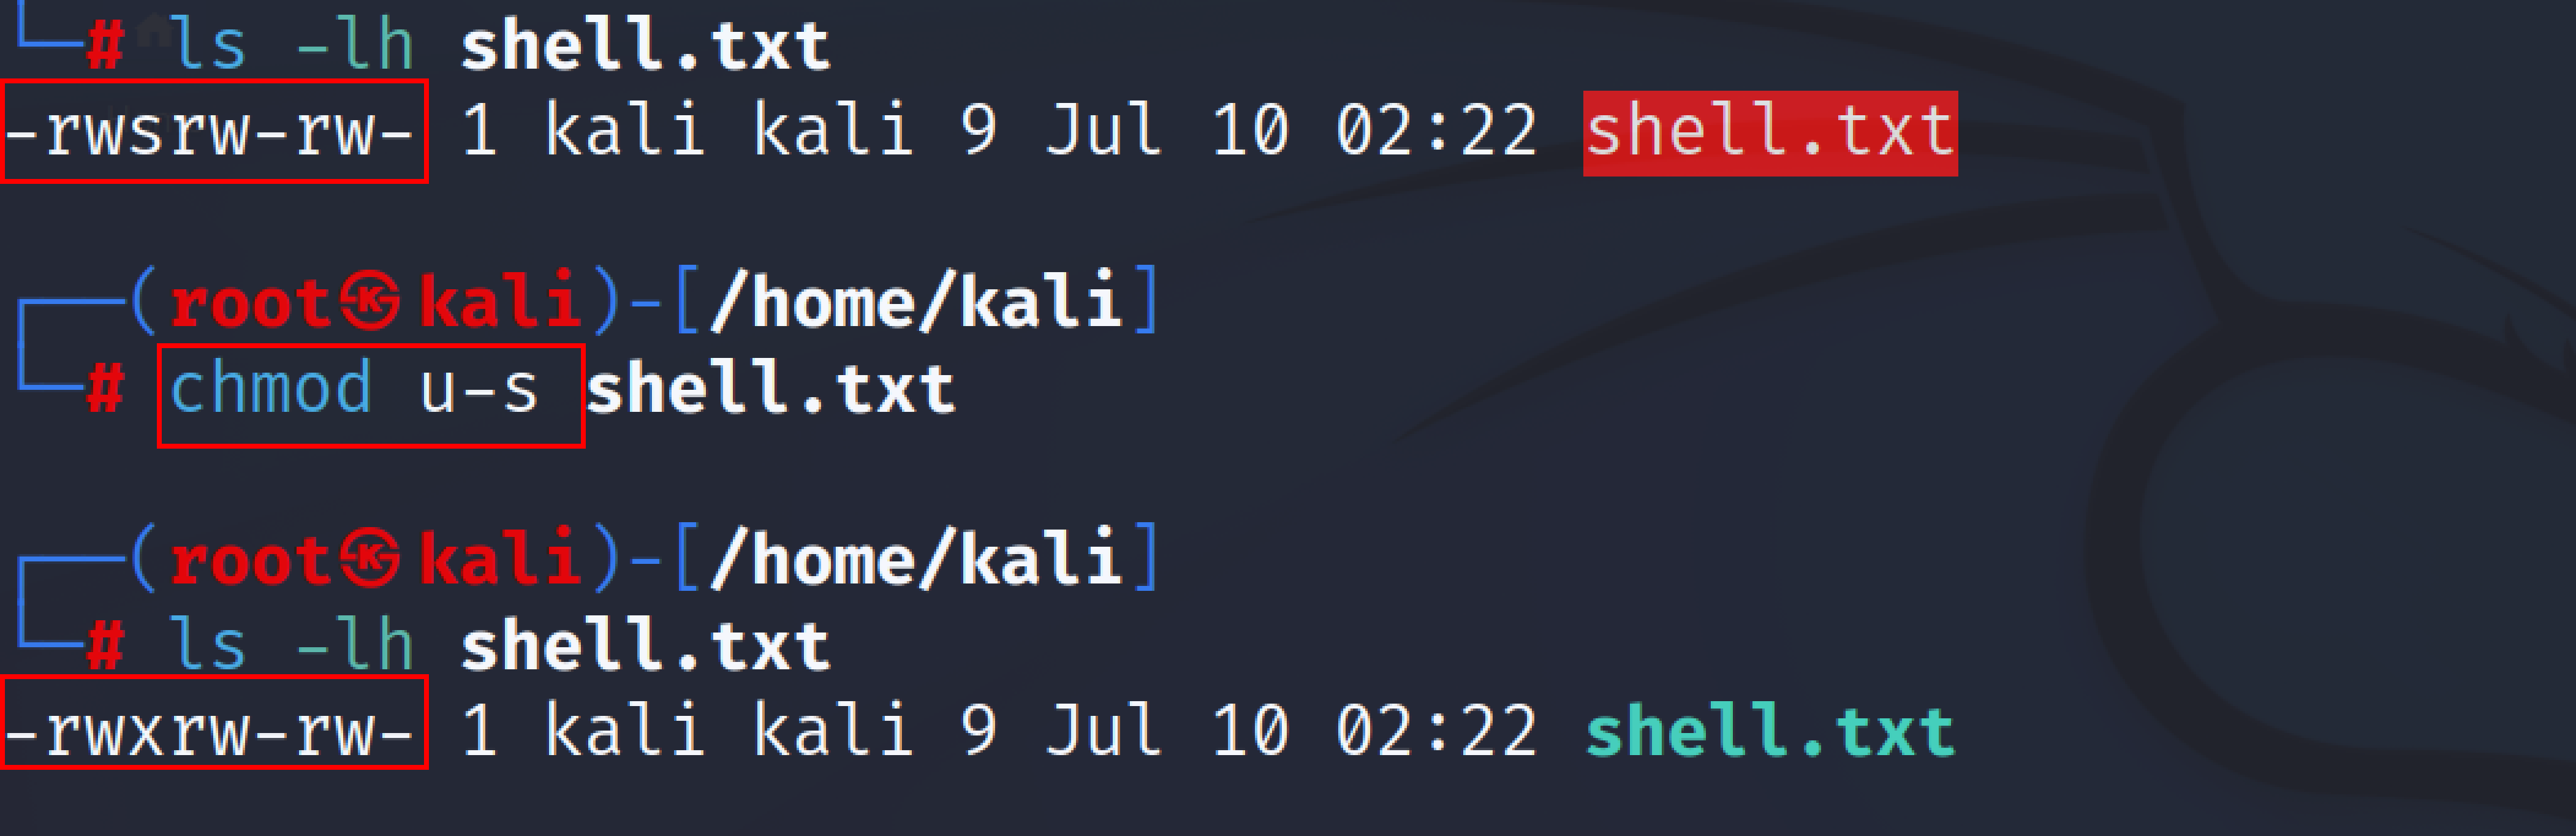 └─# ls -lh shell.txt
-rwsrw-rw- 1 kali kali 9 Jul 10 02:22 shell.txt
┌──(root㉿kali)-[/home/kali]
└─# chmod u-s shell.txt
┌──(root㉿kali)-[/home/kali]
└─# ls -lh shell.txt
-rwxrw-rw- 1 kali kali 9 Jul 10 02:22 shell.txt